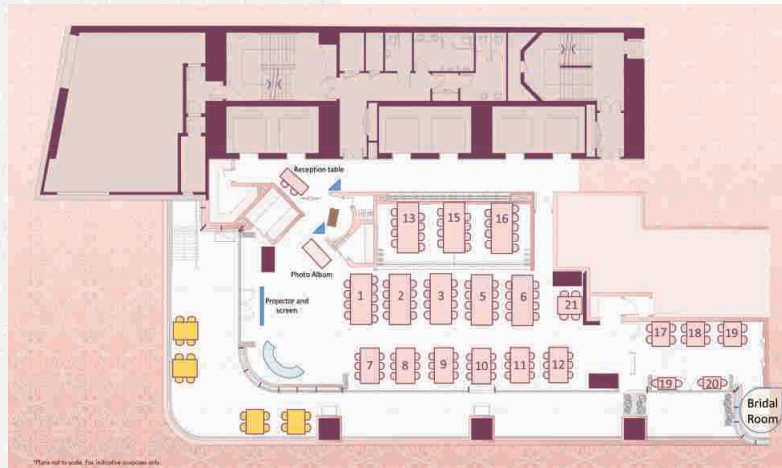 Reception table
13 15 16
Photo Album
1 2 3 5 6
21
Projector and
screen
17 18 19
7 8 9 10 11 12
19 20
Bridal
Room
*Plans not to scale. For indicative purposes only.